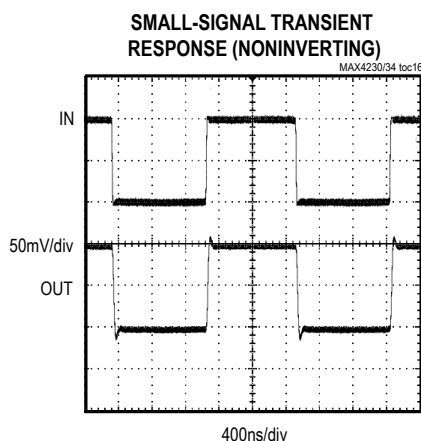 SMALL-SIGNAL TRANSIENT
RESPONSE (NONINVERTING)
MAX4230/34 toc16
IN
50mV/div
OUT
400ns/div